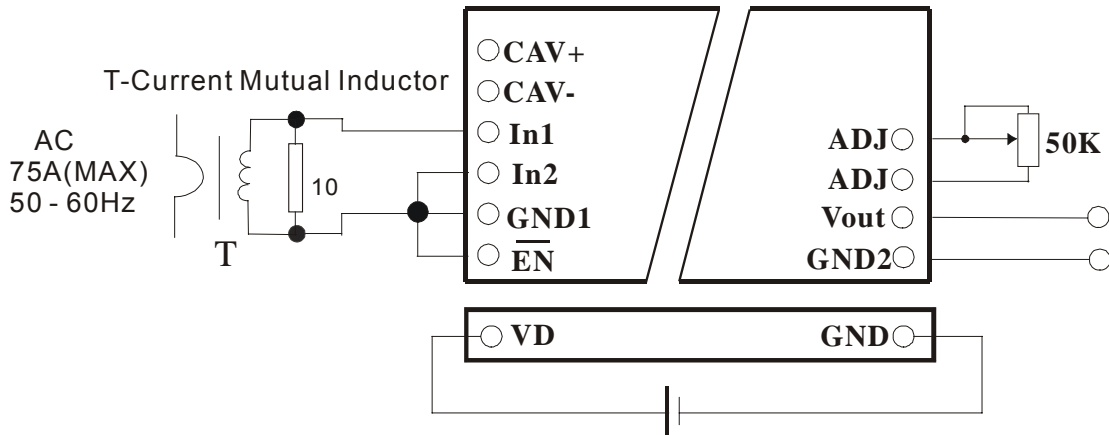 CAV+
T-Current Mutual Inductor
CAV-
AC
75A(MAX)
50 - 60Hz
T
10
In1
In2
GND1
EN
ADJ
50K
ADJ
Vout
GND2
VD
GND